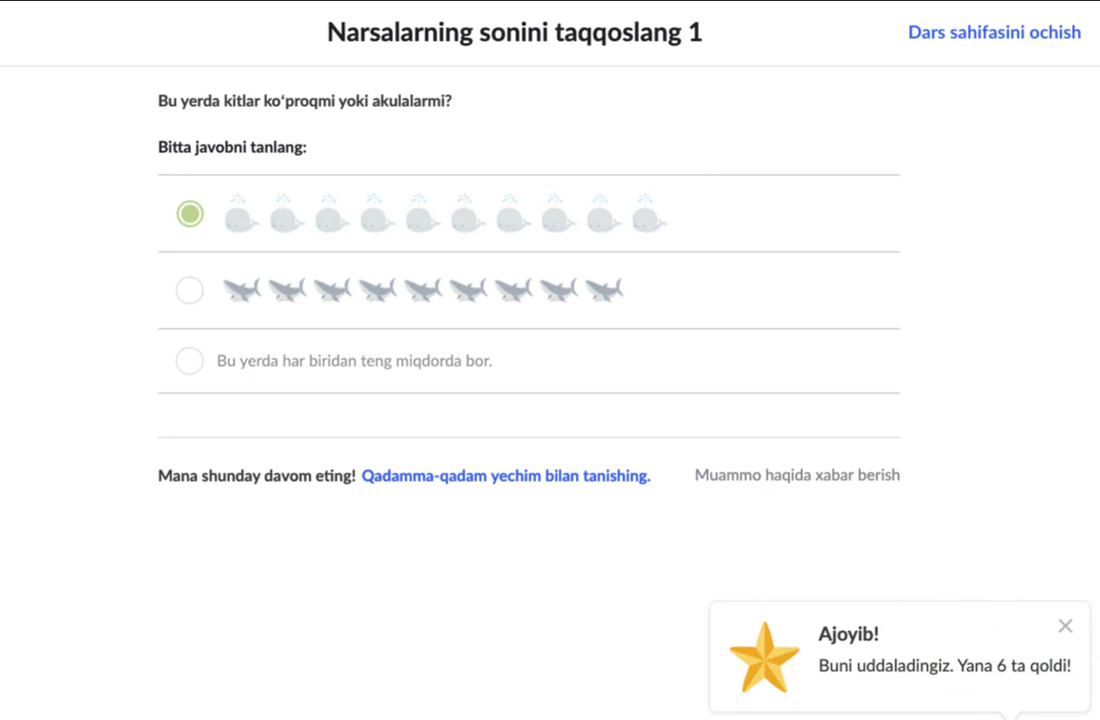 Narsalarning sonini taqqoslang 1
Dars sahifasini ochish
Bu yerda kitlar koʻproqmi yoki akulalarmi?
Bitta javobni tanlang:
Bu yerda har biridan teng miqdorda bor.
Mana shunday davom eting! Qadamma-qadam yechim bilan tanishing.
Muammo haqida xabar berish
Ajoyib!
Buni uddaladingiz. Yana 6 ta qoldi!